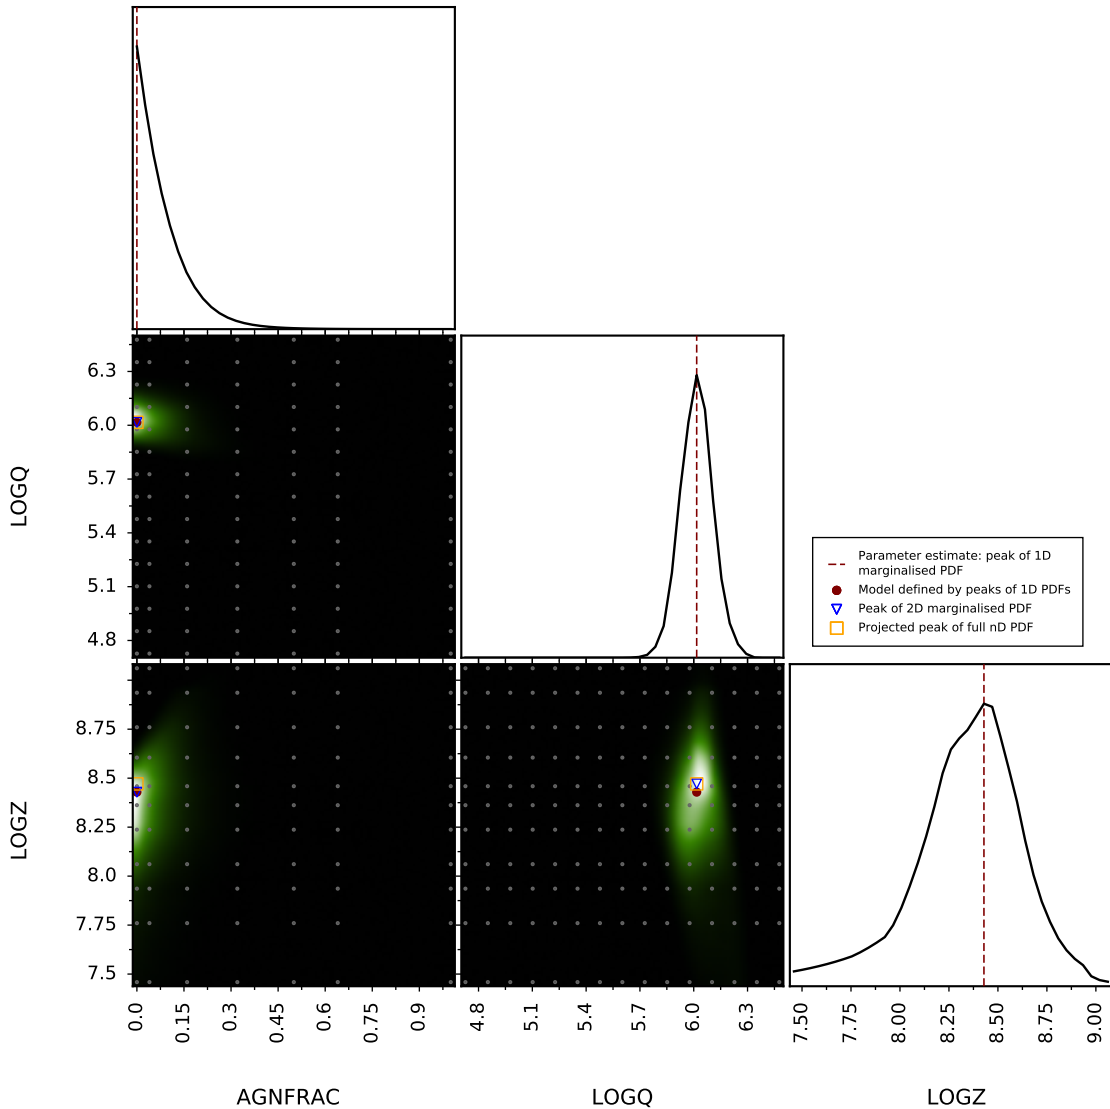 6.3
6.0
5.7
5.4
5.1
4.8
LOGQ
Parameter estimate: peak of 1D
marginalised PDF
Model defined by peaks of 1D PDFs
Peak of 2D marginalised PDF
Projected peak of full nD PDF
8.75
8.5
8.25
8.0
7.75
7.5
LOGZ
0.0 0.15 0.3 0.45 0.6 0.75 0.9
4.8 5.1 5.4 5.7 6.0 6.3
7.50 7.75 8.00 8.25 8.50 8.75 9.00
AGNFRAC LOGQ LOGZ